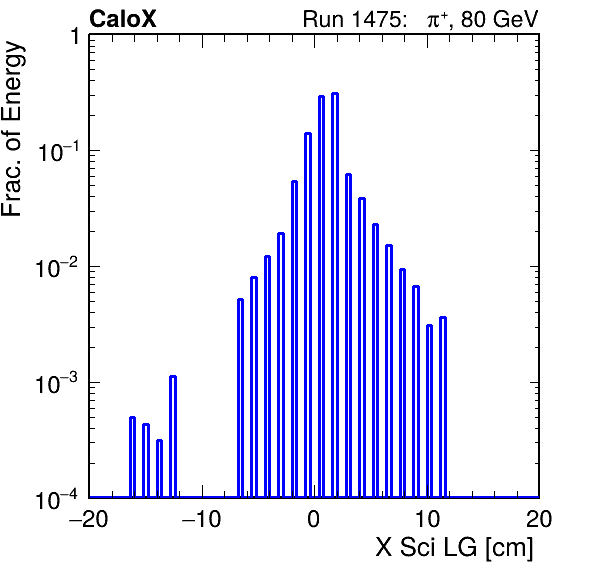 CaloX Run 1475: π⁺, 80 GeV
Frac. of Energy
1
10⁻¹
10⁻²
10⁻³
10⁻⁴
−20 −10 0 10 20
X Sci LG [cm]